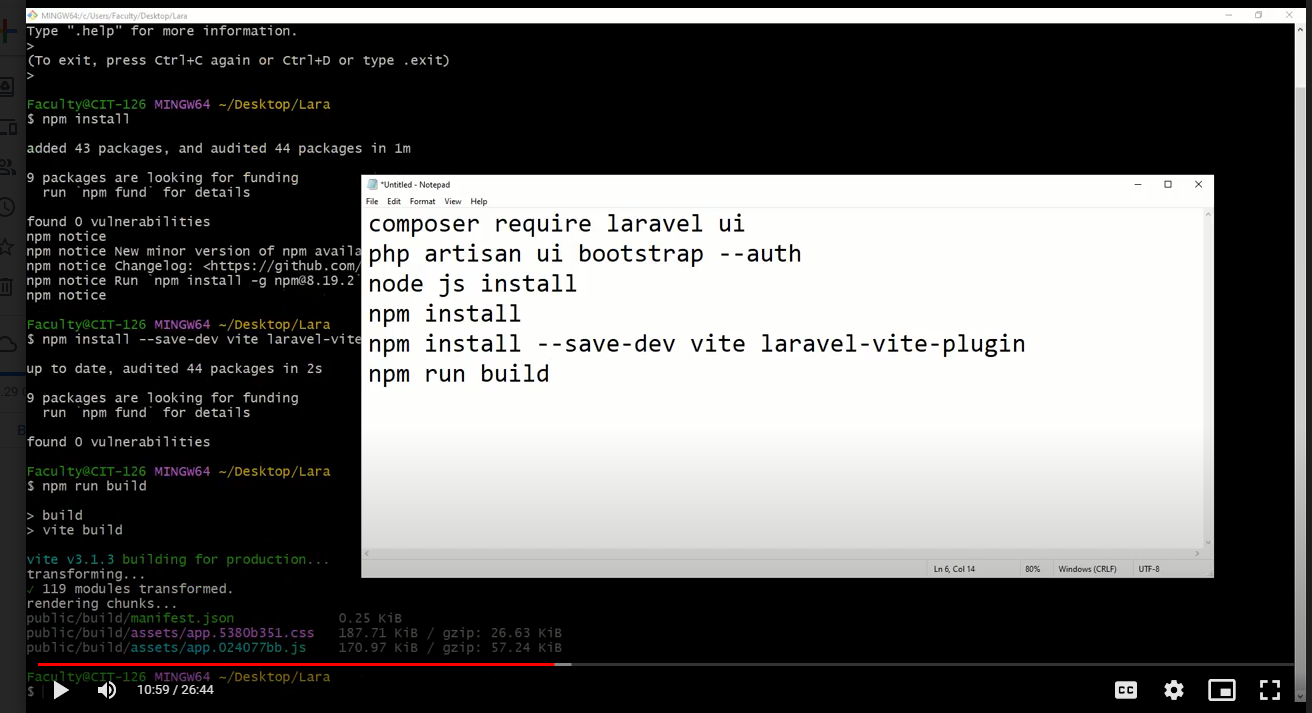 MINGW64:/c/Users/Faculty/Desktop/Lara
Type ".help" for more information.
>
(To exit, press Ctrl+C again or Ctrl+D or type .exit)
>
Faculty@CIT-126 MINGW64 ~/Desktop/Lara
$ npm install
added 43 packages, and audited 44 packages in 1m
9 packages are looking for funding
run `npm fund` for details
found 0 vulnerabilities
npm notice
npm notice New minor version of npm availa
npm notice Changelog: <https://github.com/
npm notice Run `npm install -g npm@8.19.2
npm notice
Faculty@CIT-126 MINGW64 ~/Desktop/Lara
$ npm install --save-dev vite laravel-vite
up to date, audited 44 packages in 2s
9 packages are looking for funding
run `npm fund` for details
found 0 vulnerabilities
Faculty@CIT-126 MINGW64 ~/Desktop/Lara
$ npm run build
> build
> vite build
vite v3.1.3 building for production...
transforming...
✓ 119 modules transformed.
rendering chunks...
public/build/manifest.json 0.25 KiB
public/build/assets/app.5380b351.css 187.71 KiB / gzip: 26.63 KiB
public/build/assets/app.024077bb.js 170.97 KiB / gzip: 57.24 KiB
Faculty@CIT-126 MINGW64 ~/Desktop/Lara
$
*Untitled - Notepad
File Edit Format View Help
composer require laravel ui
php artisan ui bootstrap --auth
node js install
npm install
npm install --save-dev vite laravel-vite-plugin
npm run build
Ln 6, Col 14 80% Windows (CRLF) UTF-8
10:59 / 26:44
CC